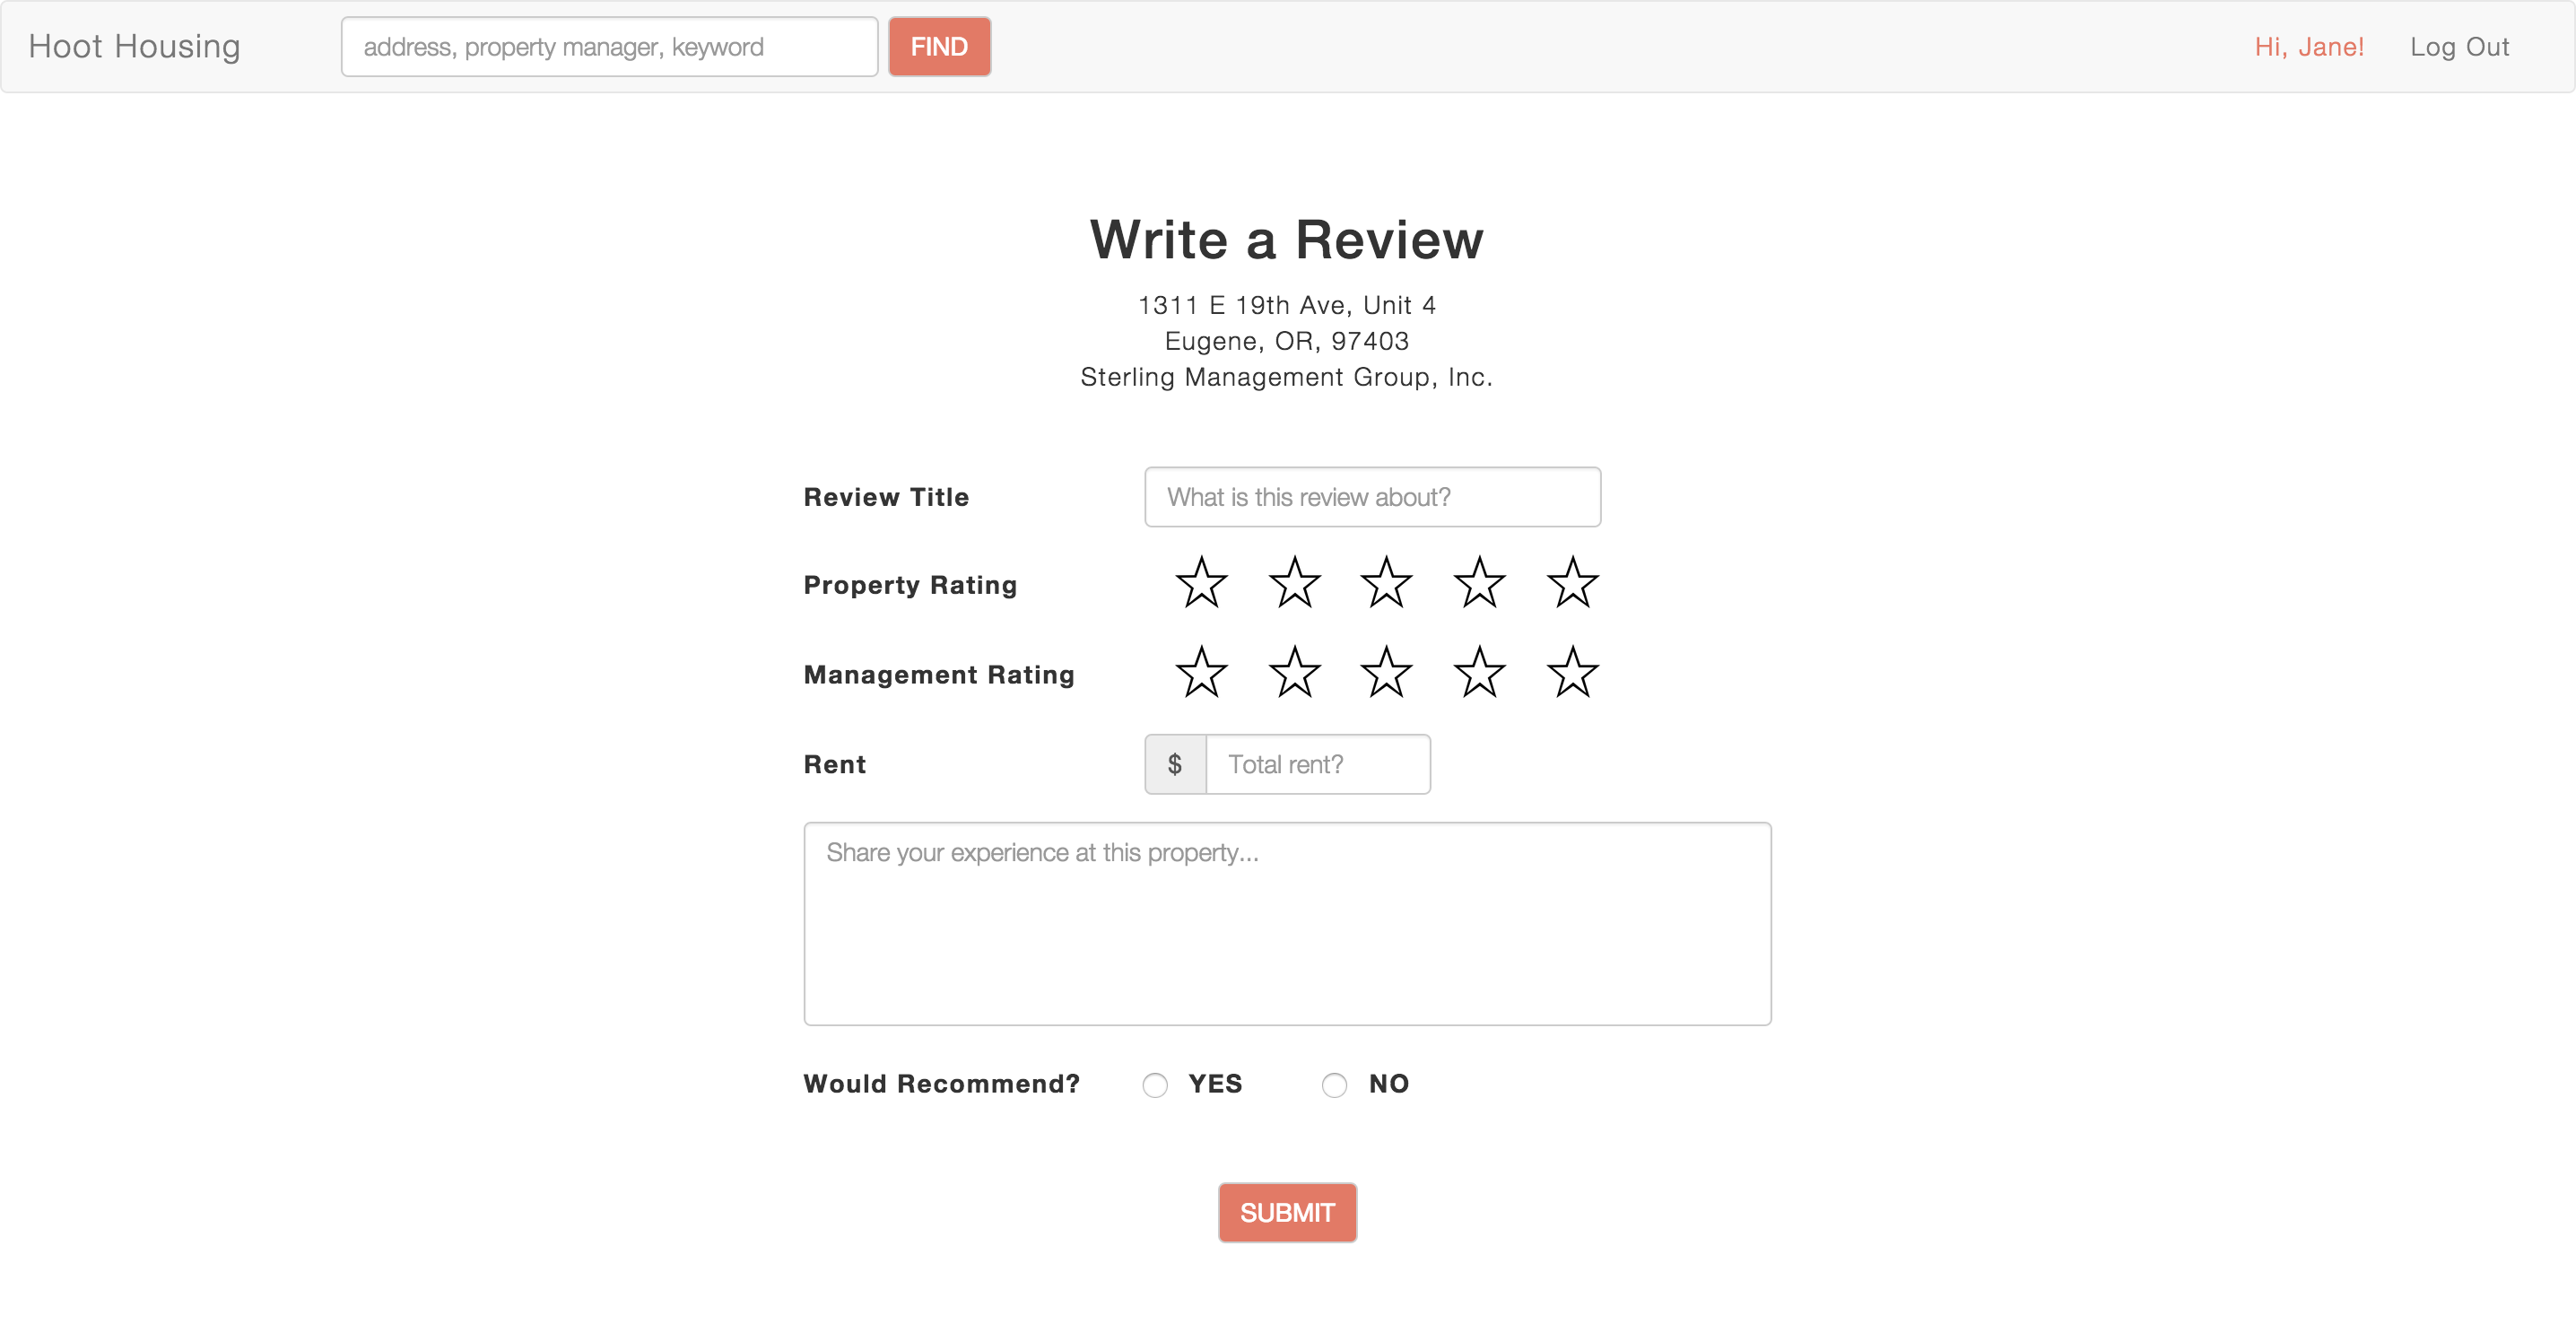 Hoot Housing address, property manager, keyword FIND Hi, Jane! Log Out
Write a Review
1311 E 19th Ave, Unit 4
Eugene, OR, 97403
Sterling Management Group, Inc.
Review Title What is this review about?
Property Rating
Management Rating
Rent $ Total rent?
Share your experience at this property...
Would Recommend? YES NO
SUBMIT